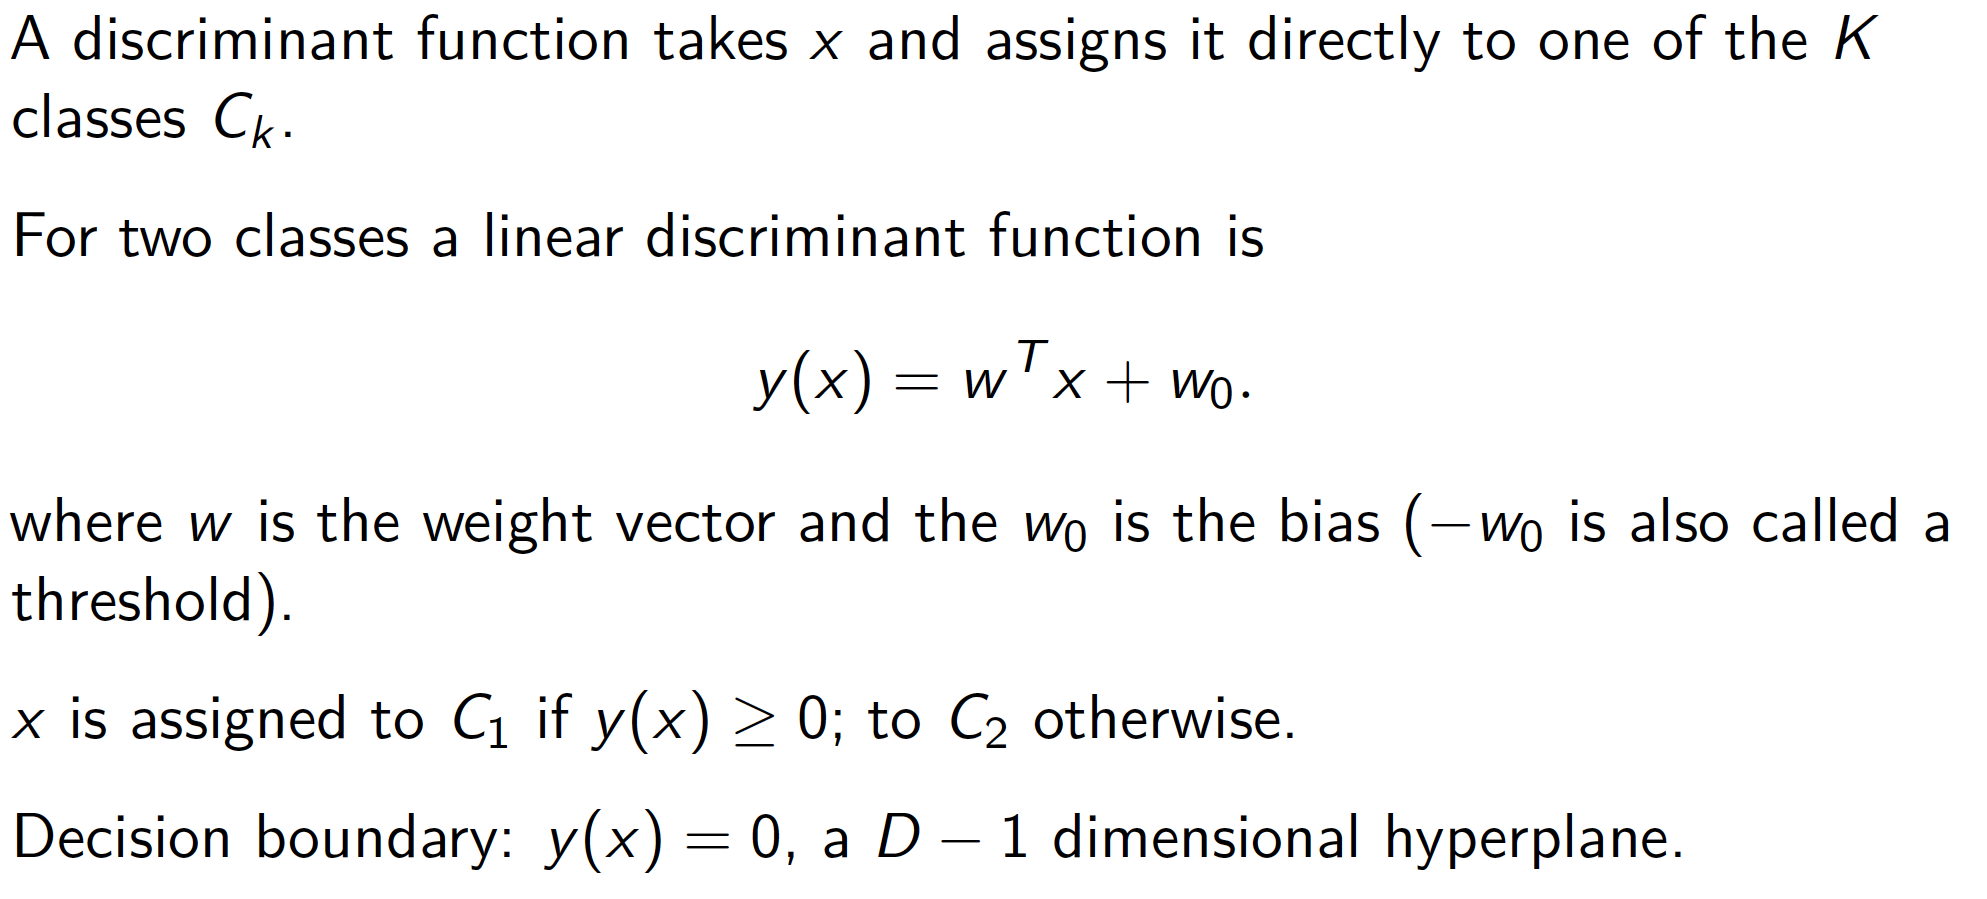 A discriminant function takes x and assigns it directly to one of the K
classes C_k.
For two classes a linear discriminant function is
y(x) = w^T x + w_0.
where w is the weight vector and the w_0 is the bias (−w_0 is also called a
threshold).
x is assigned to C_1 if y(x) ≥ 0; to C_2 otherwise.
Decision boundary: y(x) = 0, a D − 1 dimensional hyperplane.